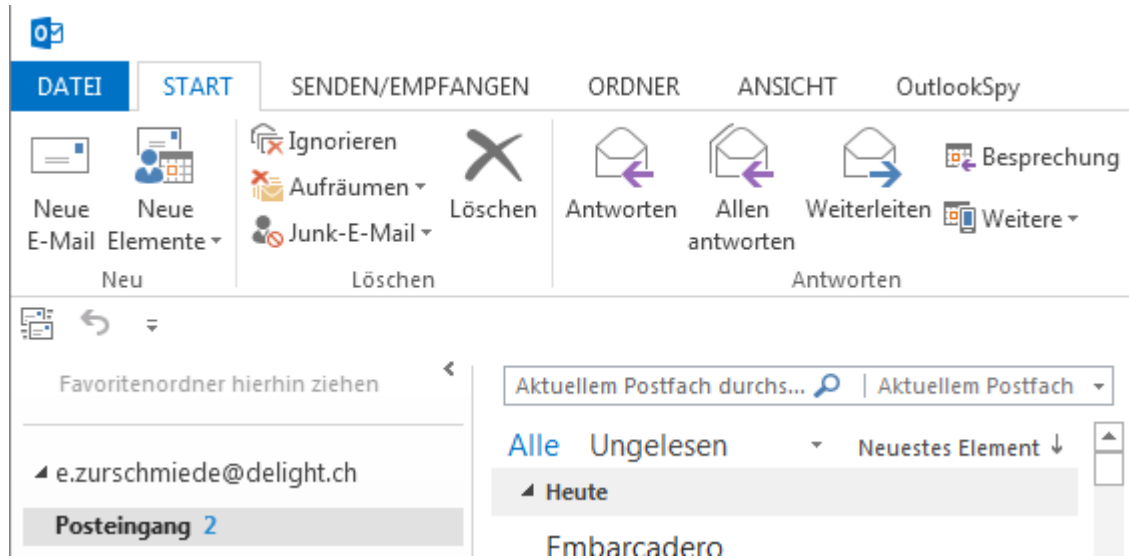 DATEI START SENDEN/EMPFANGEN ORDNER ANSICHT OutlookSpy
Neue E-Mail
Neue Elemente
Neu
Ignorieren
Aufräumen
Junk-E-Mail
Löschen
Löschen
Antworten
Allen antworten
Weiterleiten
Besprechung
Weitere
Antworten
Favoritenordner hierhin ziehen
e.zurschmiede@delight.ch
Posteingang 2
Aktuellem Postfach durchs... | Aktuellem Postfach
Alle Ungelesen Neuestes Element
Heute
Embarcadero